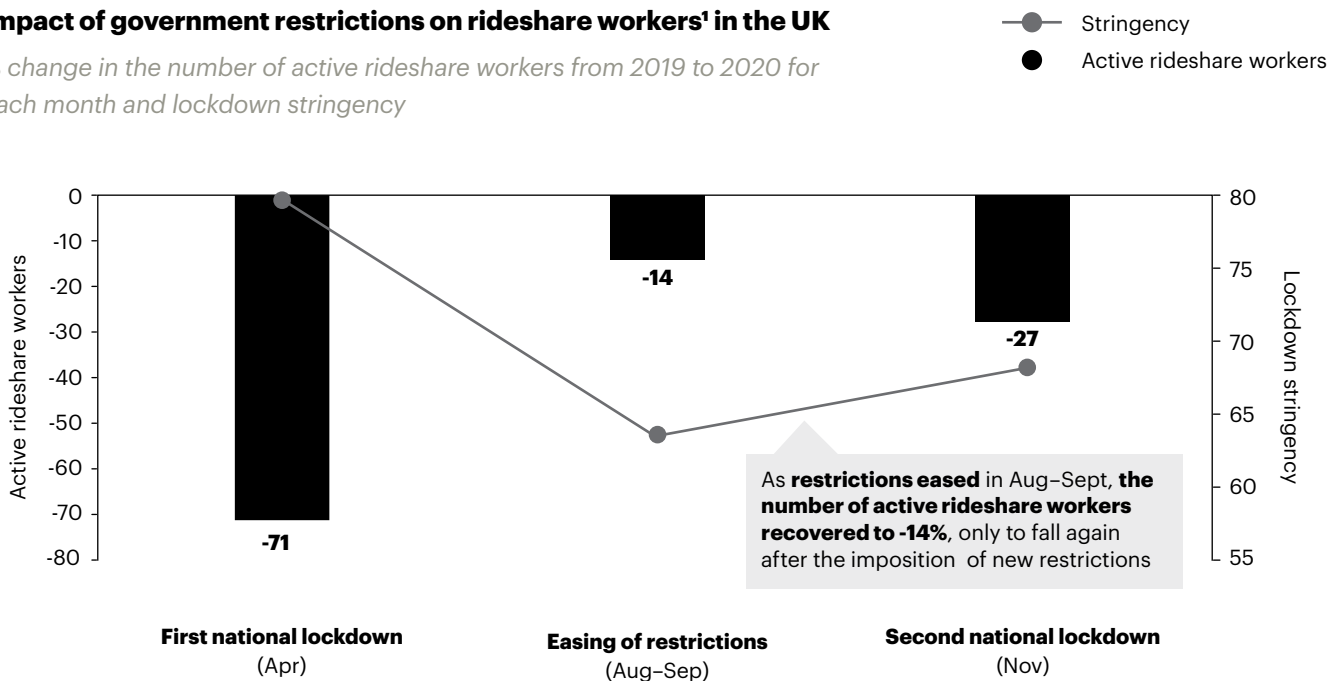 mpact of government restrictions on rideshare workers¹ in the UK
change in the number of active rideshare workers from 2019 to 2020 for
ach month and lockdown stringency
Stringency
Active rideshare workers
0
-10
-20
-30
-40
-50
-60
-70
-80
Active rideshare workers
80
75
70
65
60
55
Lockdown stringency
-71
-14
-27
As restrictions eased in Aug–Sept, the
number of active rideshare workers
recovered to -14%, only to fall again
after the imposition of new restrictions
First national lockdown
(Apr)
Easing of restrictions
(Aug–Sep)
Second national lockdown
(Nov)